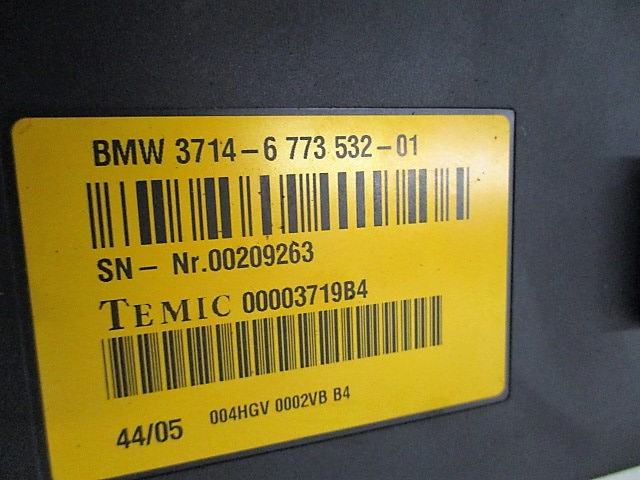 BMW 3714-6 773 532-01
SN- Nr.00209263
TEMIC 00003719B4
44/05 004HGV 0002VB B4